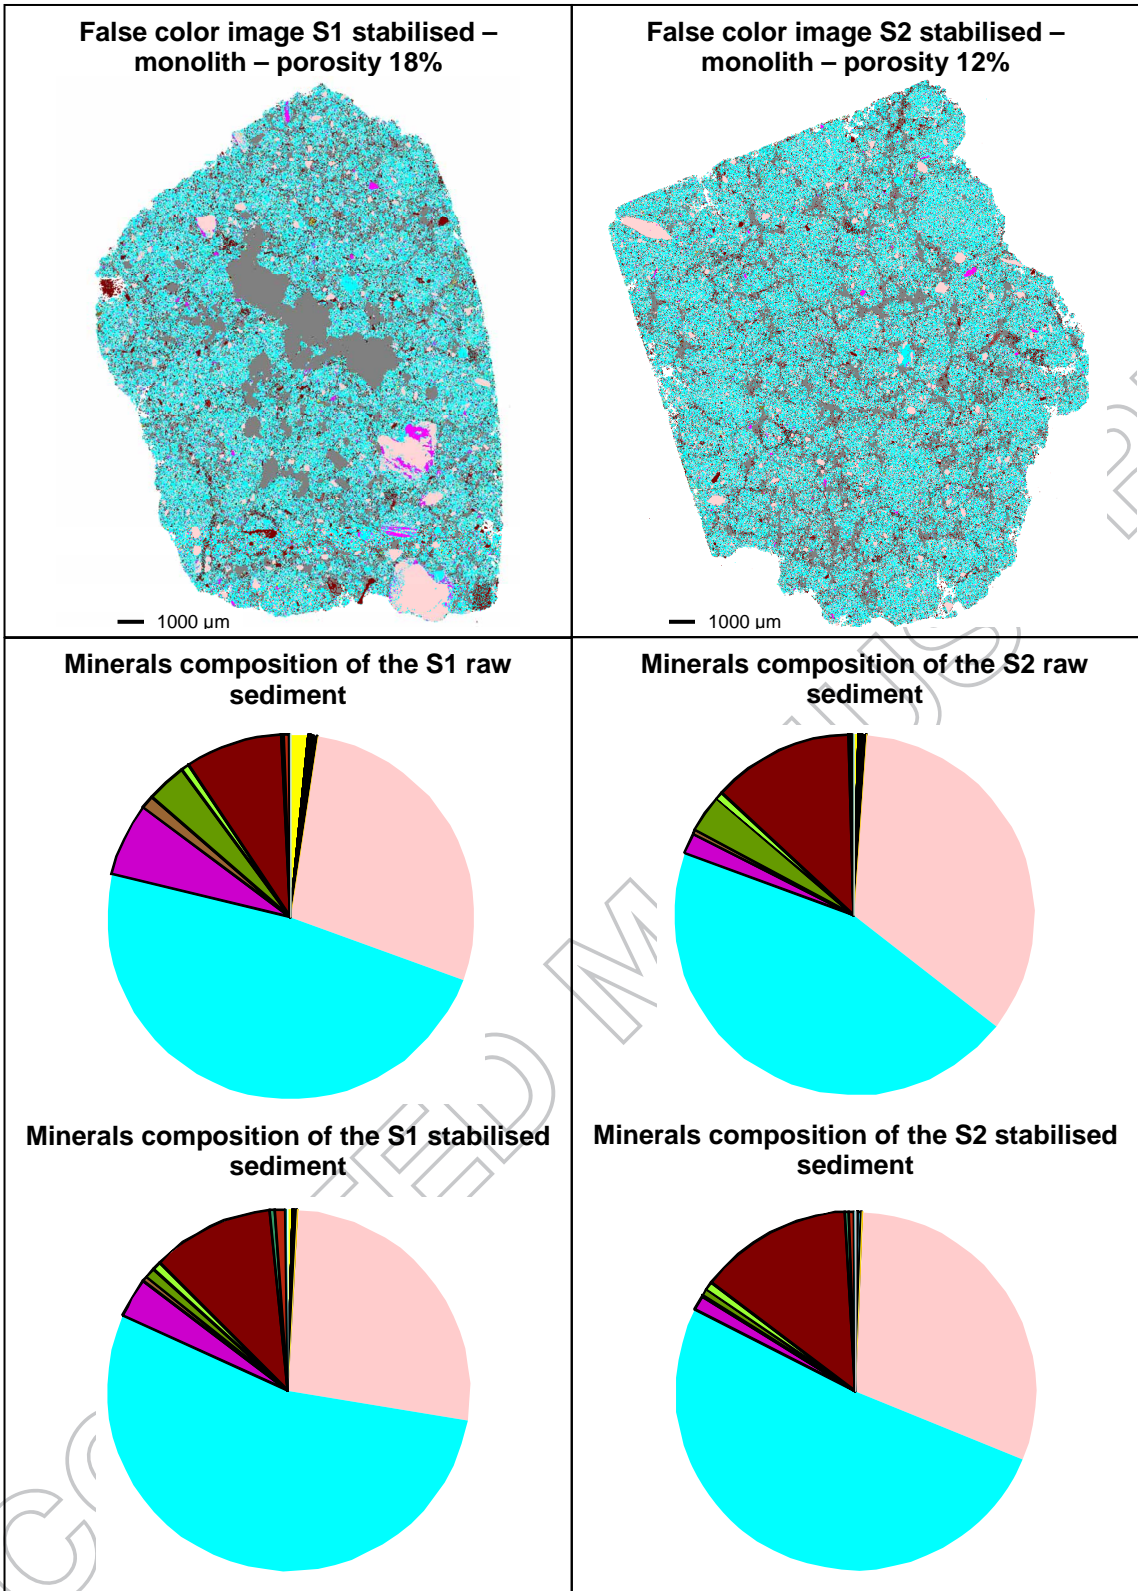 False color image S1 stabilised –
monolith – porosity 18%
False color image S2 stabilised –
monolith – porosity 12%
1000 µm
1000 µm
Minerals composition of the S1 raw
sediment
Minerals composition of the S2 raw
sediment
Minerals composition of the S1 stabilised
sediment
Minerals composition of the S2 stabilised
sediment